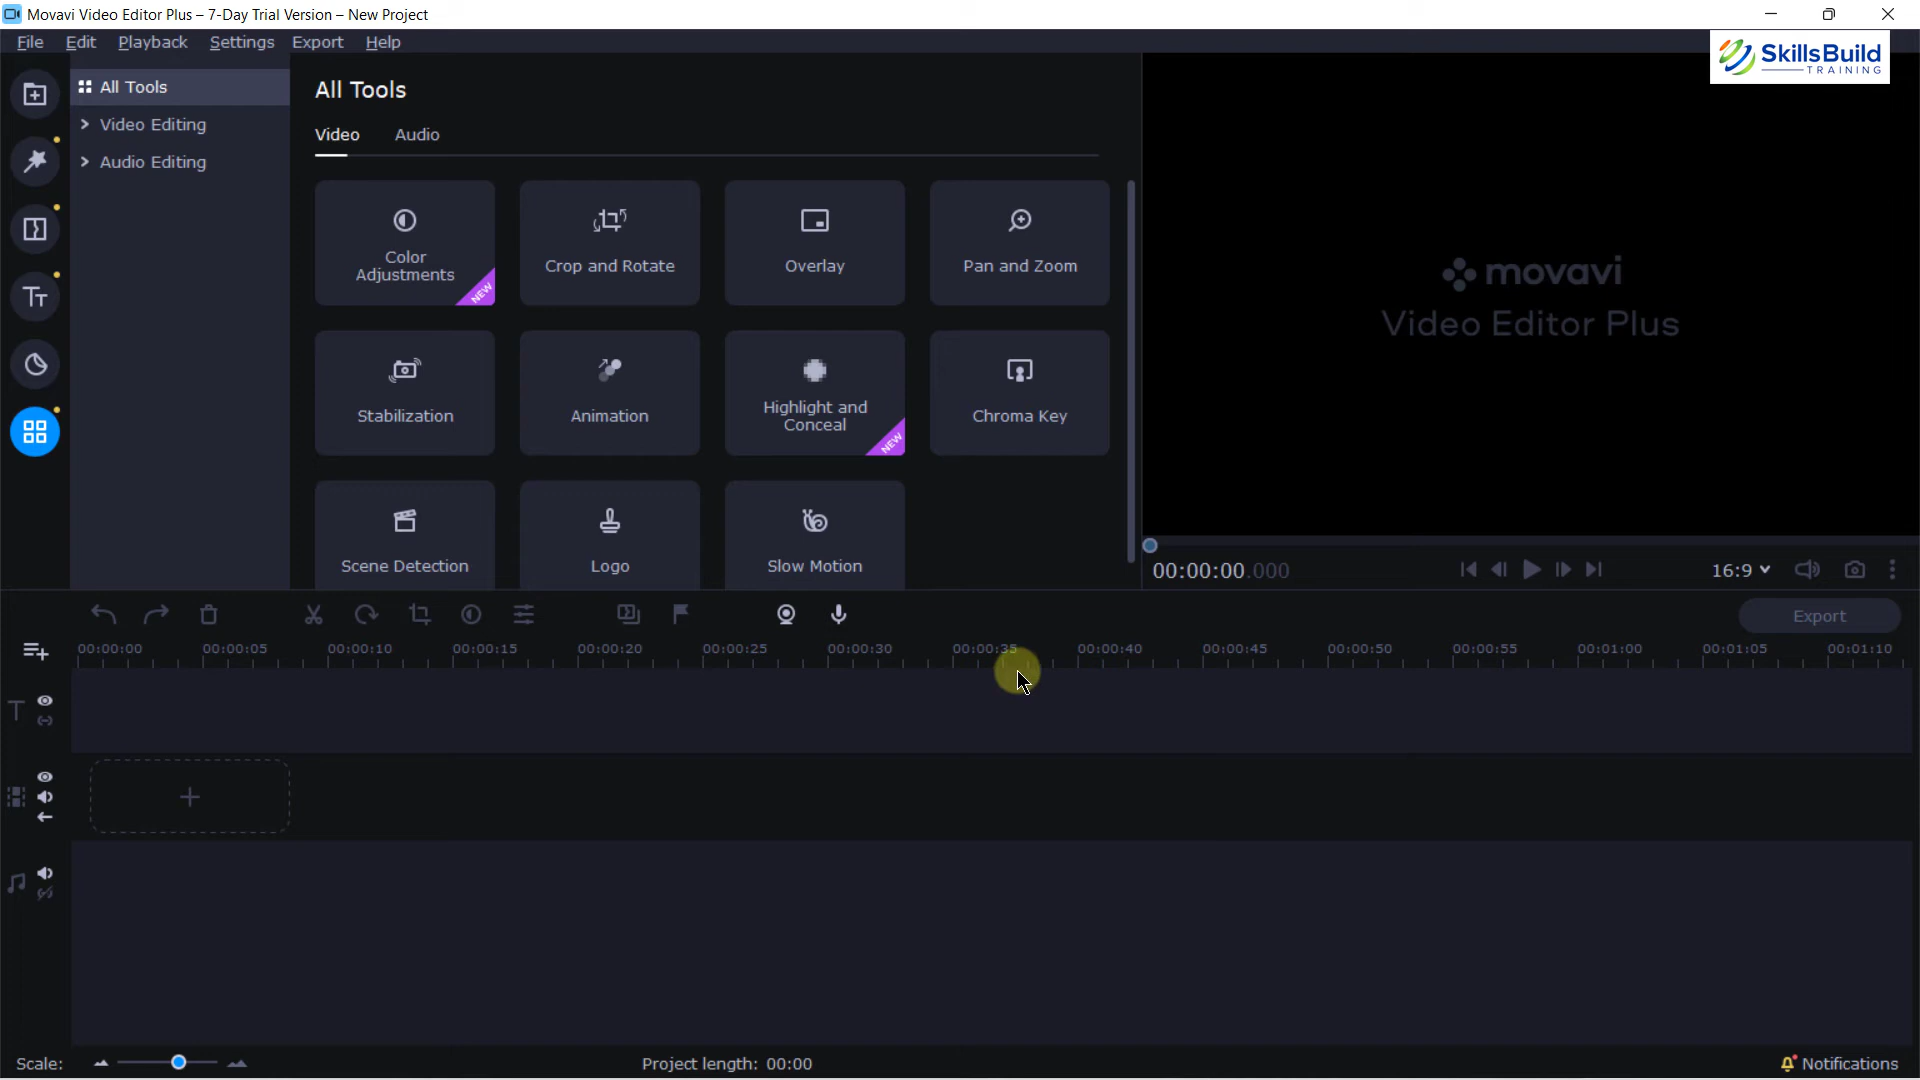 Movavi Video Editor Plus – 7-Day Trial Version – New Project
File Edit Playback Settings Export Help
SkillsBuild
TRAINING
All Tools
Video Editing
Audio Editing
All Tools
Video Audio
Color
Adjustments
NEW
Crop and Rotate
Overlay
Pan and Zoom
Stabilization
Animation
Highlight and
Conceal
NEW
Chroma Key
Scene Detection
Logo
Slow Motion
movavi
Video Editor Plus
00:00:00.000
16:9
Export
00:00:00 00:00:05 00:00:10 00:00:15 00:00:20 00:00:25 00:00:30 00:00:35 00:00:40 00:00:45 00:00:50 00:00:55 00:01:00 00:01:05 00:01:10
Scale:
Project length: 00:00
Notifications